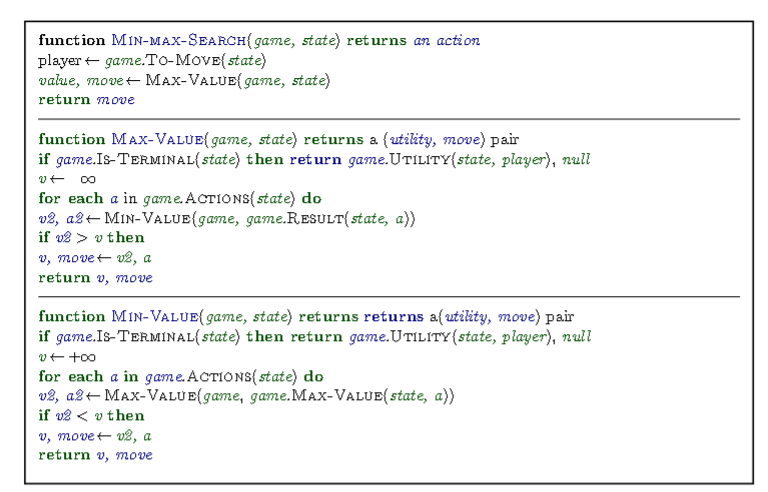 function MIN-MAX-SEARCH(game, state) returns an action
player← game.TO-MOVE(state)
value, move← MAX-VALUE(game, state)
return move
function MAX-VALUE(game, state) returns a (utility, move) pair
if game.IS-TERMINAL(state) then return game.UTILITY(state, player), null
v← ∞
for each a in game.ACTIONS(state) do
v2, a2← MIN-VALUE(game, game.RESULT(state, a))
if v2 > v then
v, move← v2, a
return v, move
function MIN-VALUE(game, state) returns returns a(utility, move) pair
if game.IS-TERMINAL(state) then return game.UTILITY(state, player), null
v← +∞
for each a in game.ACTIONS(state) do
v2, a2← MAX-VALUE(game, game.MAX-VALUE(state, a))
if v2 < v then
v, move← v2, a
return v, move